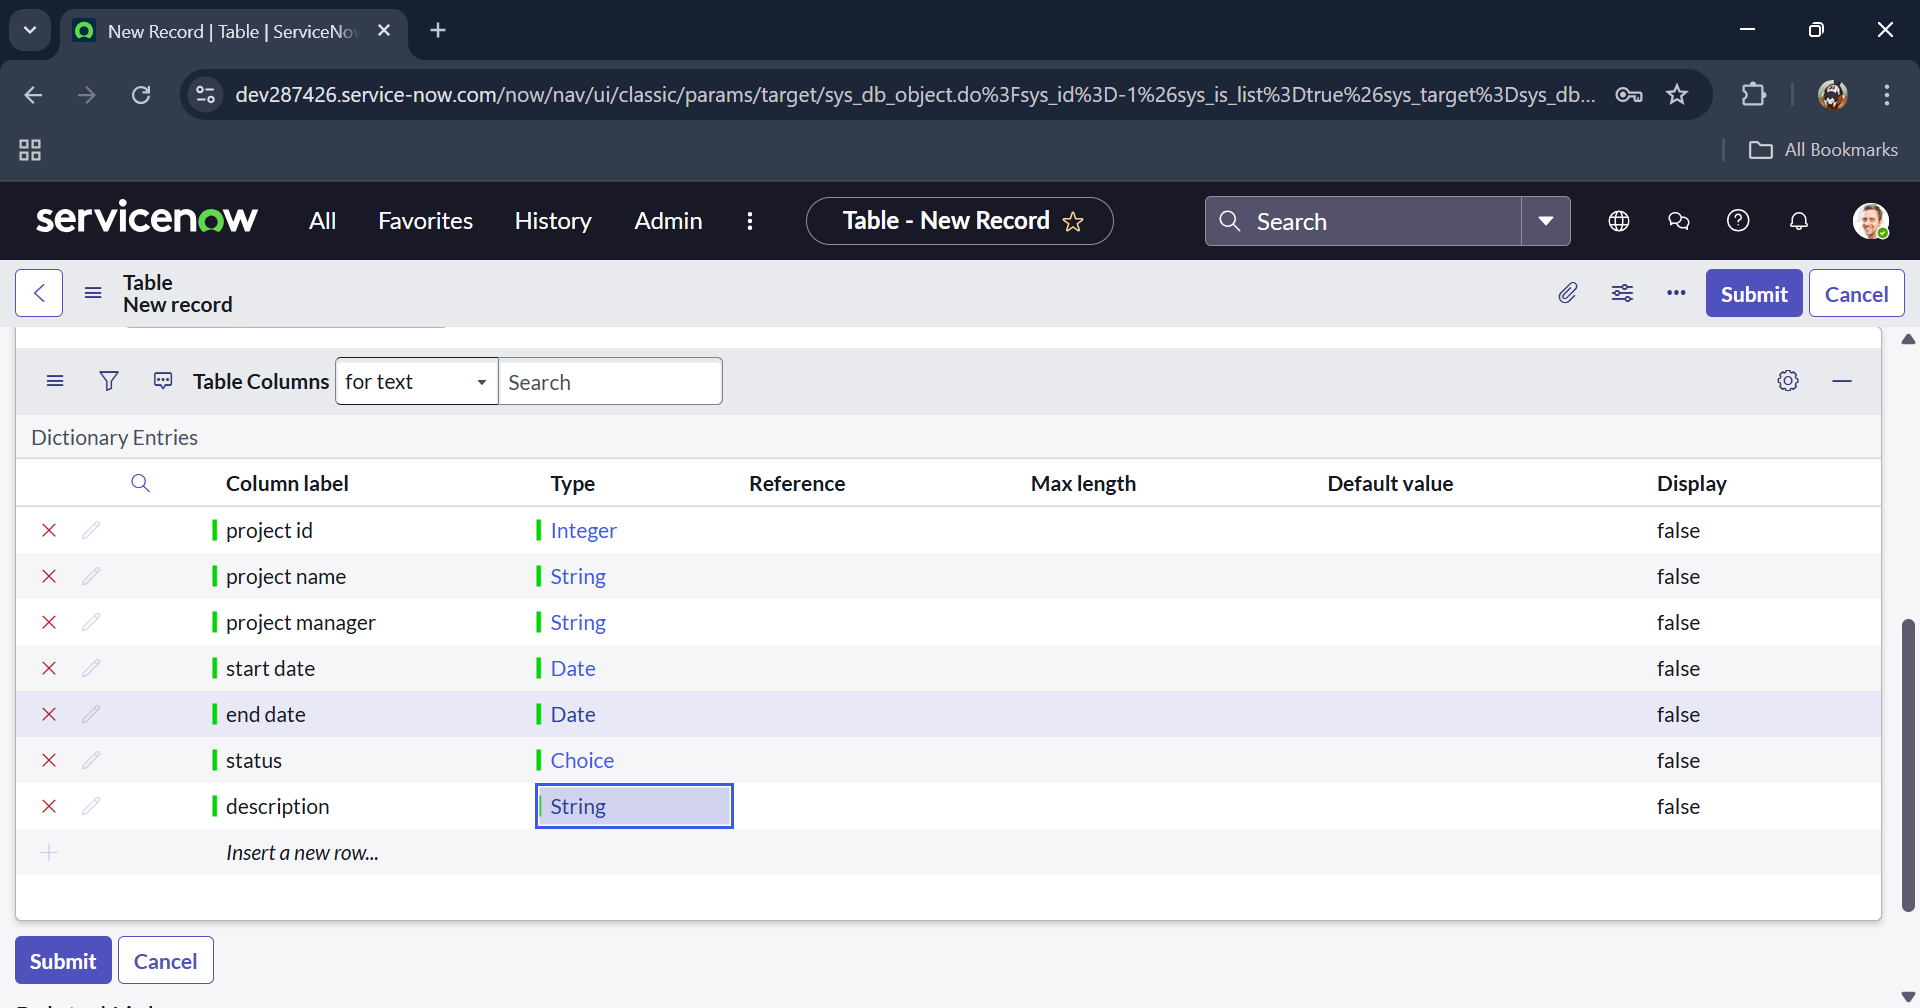 New Record | Table | ServiceNo
dev287426.service-now.com/now/nav/ui/classic/params/target/sys_db_object.do%3Fsys_id%3D-1%26sys_is_list%3Dtrue%26sys_target%3Dsys_db...
All Bookmarks
servicenow All Favorites History Admin Table - New Record Search
Table
New record
Submit Cancel
Table Columns for text Search
Dictionary Entries
Column label Type Reference Max length Default value Display
project id Integer false
project name String false
project manager String false
start date Date false
end date Date false
status Choice false
description String false
Insert a new row...
Submit Cancel